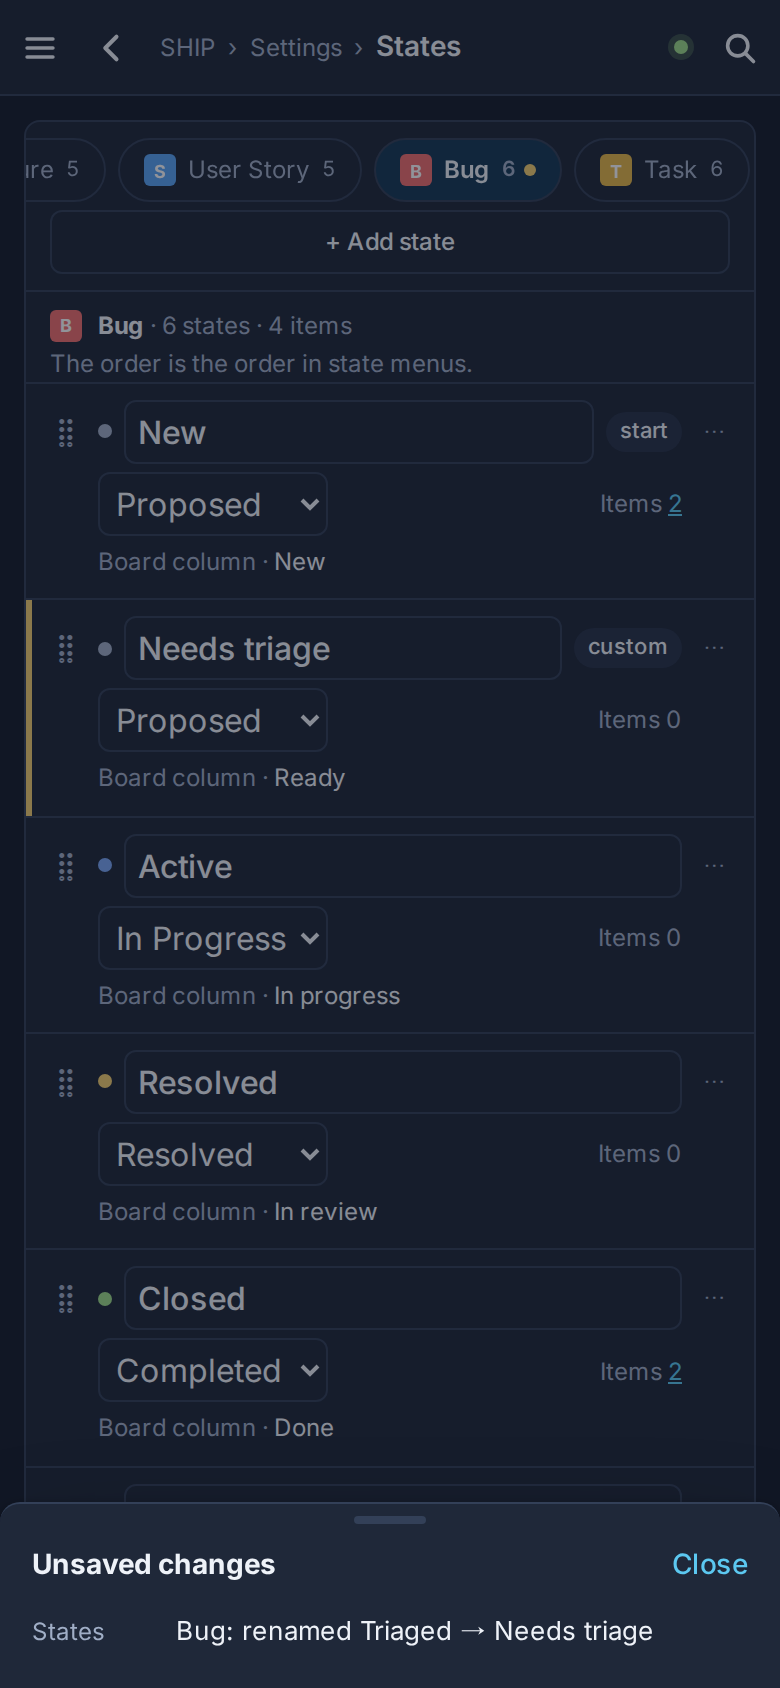 SHIP › Settings › States
ure 5 S User Story 5 B Bug 6 T Task 6
+ Add state
B Bug · 6 states · 4 items
The order is the order in state menus.
New start ...
Proposed Items 2
Board column · New
Needs triage custom ...
Proposed Items 0
Board column · Ready
Active ...
In Progress Items 0
Board column · In progress
Resolved ...
Resolved Items 0
Board column · In review
Closed ...
Completed Items 2
Board column · Done
Unsaved changes Close
States Bug: renamed Triaged → Needs triage